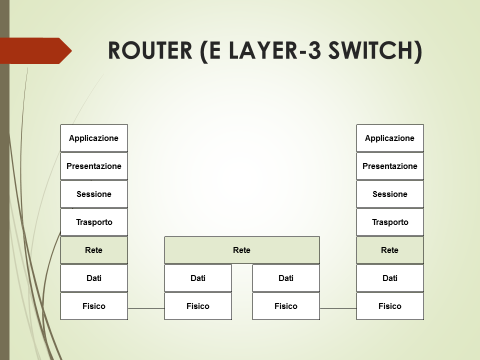 ROUTER (E LAYER-3 SWITCH)
Applicazione
Presentazione
Sessione
Trasporto
Rete
Dati
Fisico
Rete
Dati
Dati
Fisico
Fisico
Applicazione
Presentazione
Sessione
Trasporto
Rete
Dati
Fisico